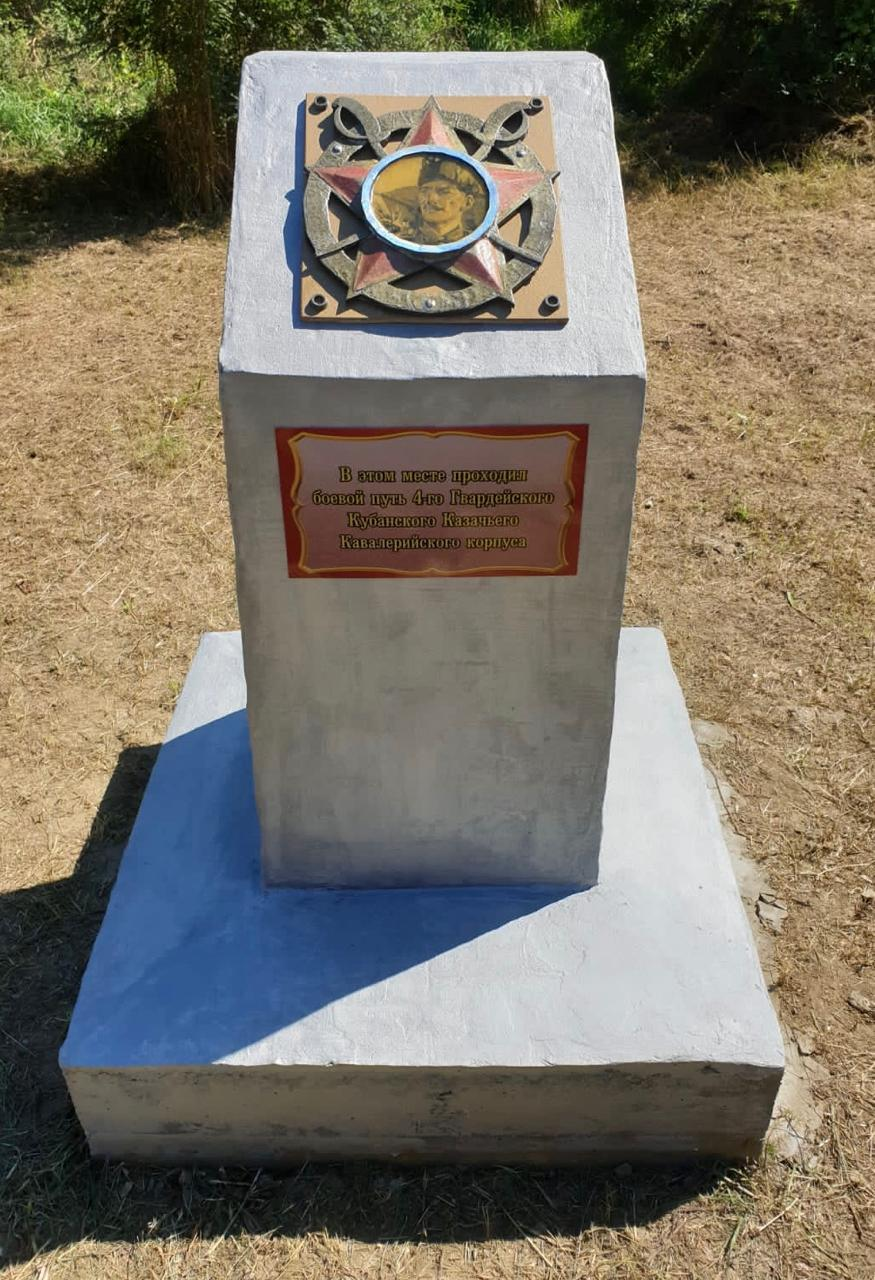 В этом месте проходил
боевой путь 4-го Гвардейского
Кубанского Казачьего
Кавалерийского корпуса